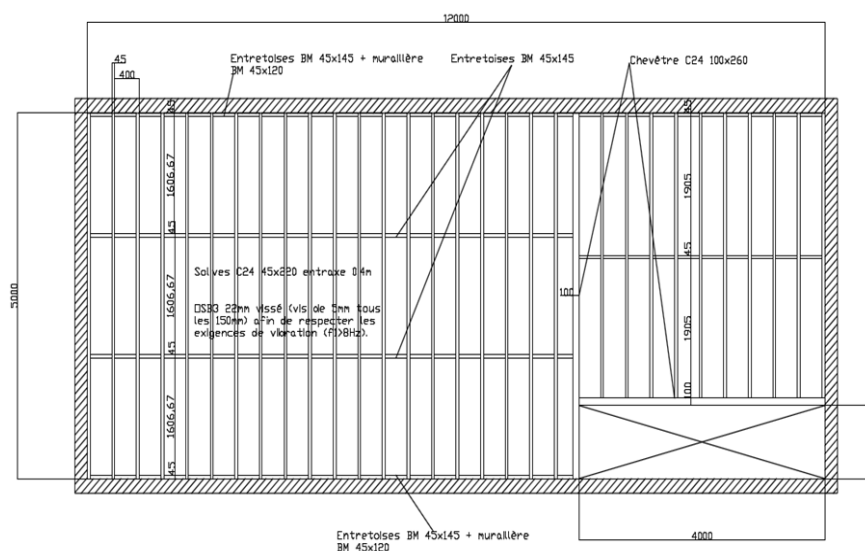 12000
45
400
Entretoises BM 45x145 + muraillère
BM 45x120
Entretoises BM 45x145
Chevêtre C24 100x260
45
45
1606,67
1905
45
45
5000
Solives C24 45x220 entraxe 0.4m
1606,67
100
OSB3 22mm vissé (vis de 5mm tous
les 150mm) afin de respecter les
exigences de vibration (f1>8Hz).
1905
45
100
1606,67
45
4000
Entretoises BM 45x145 + muraillère
BM 45x120